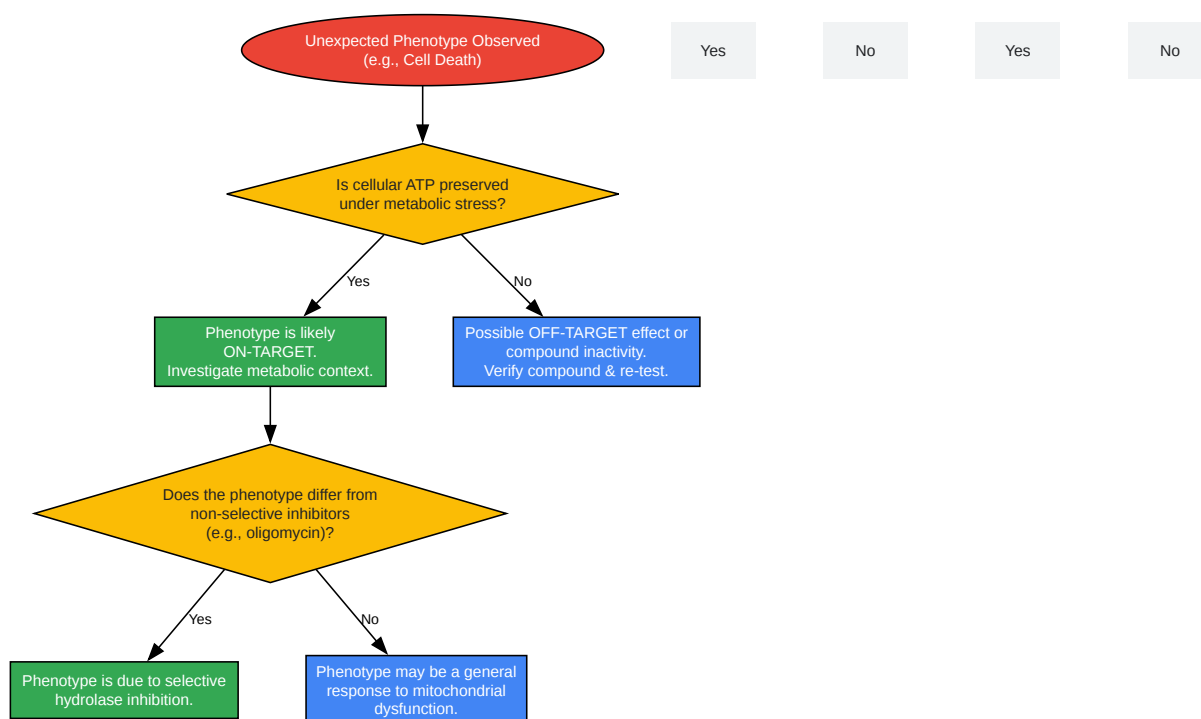 Unexpected Phenotype Observed
(e.g., Cell Death)
Yes
No
Yes
No
Is cellular ATP preserved
under metabolic stress?
Yes
No
Phenotype is likely
ON-TARGET.
Investigate metabolic context.
Possible OFF-TARGET effect or
compound inactivity.
Verify compound & re-test.
Does the phenotype differ from
non-selective inhibitors
(e.g., oligomycin)?
Yes
No
Phenotype is due to selective
hydrolase inhibition.
Phenotype may be a general
response to mitochondrial
dysfunction.